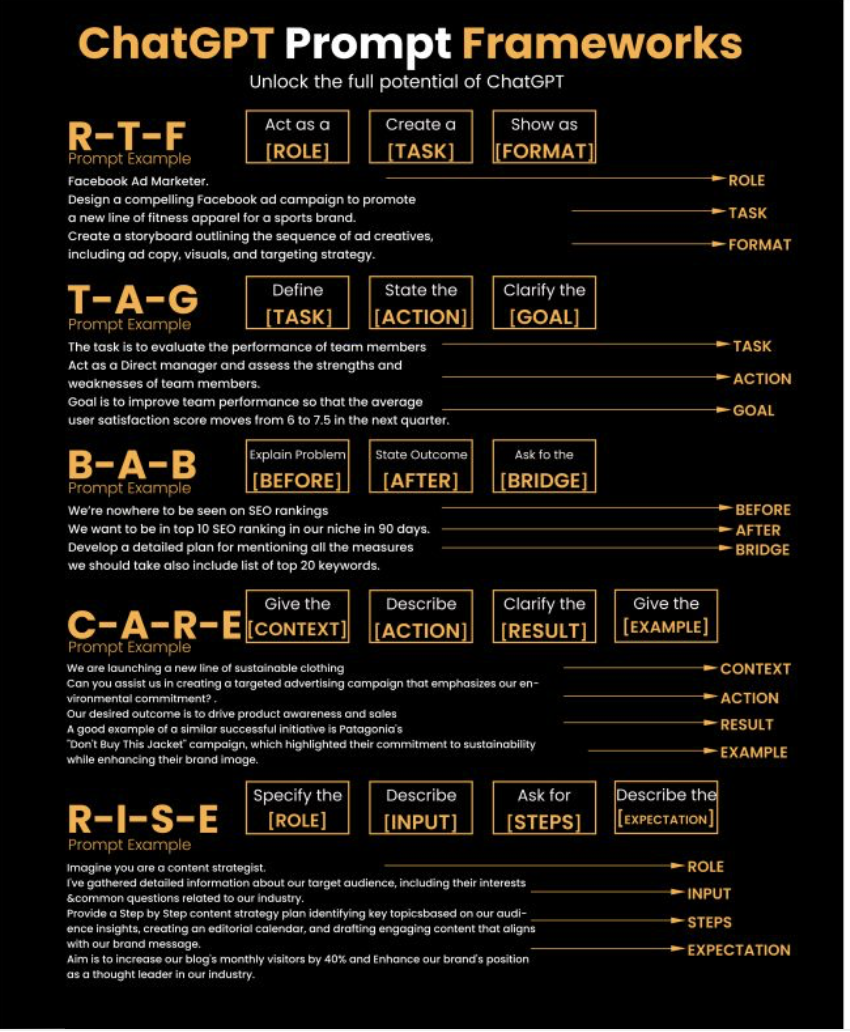 ChatGPT Prompt Frameworks
Unlock the full potential of ChatGPT
R-T-F
Prompt Example
Act as a
[ROLE]
Create a
[TASK]
Show as
[FORMAT]
Facebook Ad Marketer.
Design a compelling Facebook ad campaign to promote
a new line of fitness apparel for a sports brand.
Create a storyboard outlining the sequence of ad creatives,
including ad copy, visuals, and targeting strategy.
ROLE
TASK
FORMAT
T-A-G
Prompt Example
Define
[TASK]
State the
[ACTION]
Clarify the
[GOAL]
The task is to evaluate the performance of team members
Act as a Direct manager and assess the strengths and
weaknesses of team members.
Goal is to improve team performance so that the average
user satisfaction score moves from 6 to 7.5 in the next quarter.
TASK
ACTION
GOAL
B-A-B
Prompt Example
Explain Problem
[BEFORE]
State Outcome
[AFTER]
Ask fo the
[BRIDGE]
We're nowhere to be seen on SEO rankings
We want to be in top 10 SEO ranking in our niche in 90 days.
Develop a detailed plan for mentioning all the measures
we should take also include list of top 20 keywords.
BEFORE
AFTER
BRIDGE
C-A-R-E
Prompt Example
Give the
[CONTEXT]
Describe
[ACTION]
Clarify the
[RESULT]
Give the
[EXAMPLE]
We are launching a new line of sustainable clothing
Can you assist us in creating a targeted advertising campaign that emphasizes our en-
vironmental commitment? .
Our desired outcome is to drive product awareness and sales
A good example of a similar successful initiative is Patagonia's
"Don't Buy This Jacket" campaign, which highlighted their commitment to sustainability
while enhancing their brand image.
CONTEXT
ACTION
RESULT
EXAMPLE
R-I-S-E
Prompt Example
Specify the
[ROLE]
Describe
[INPUT]
Ask for
[STEPS]
Describe the
[EXPECTATION]
Imagine you are a content strategist.
I've gathered detailed information about our target audience, including their interests
&common questions related to our industry.
Provide a Step by Step content strategy plan identifying key topicsbased on our audi-
ence insights, creating an editorial calendar, and drafting engaging content that aligns
with our brand message.
Aim is to increase our blog's monthly visitors by 40% and Enhance our brand's position
as a thought leader in our industry.
ROLE
INPUT
STEPS
EXPECTATION